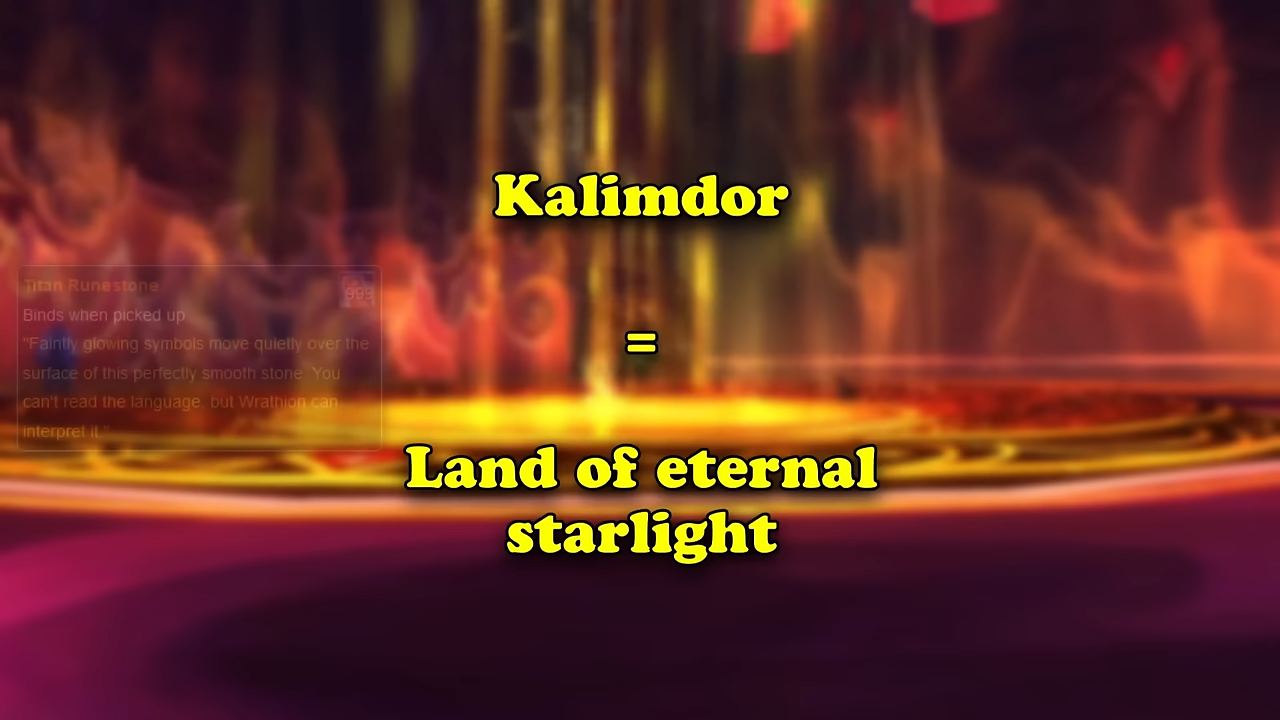 Kalimdor
=
Land of eternal
starlight
Titan Runestone
999
Binds when picked up
"Faintly glowing symbols move quietly over the
surface of this perfectly smooth stone. You
can't read the language, but Wrathion can
interpret it."